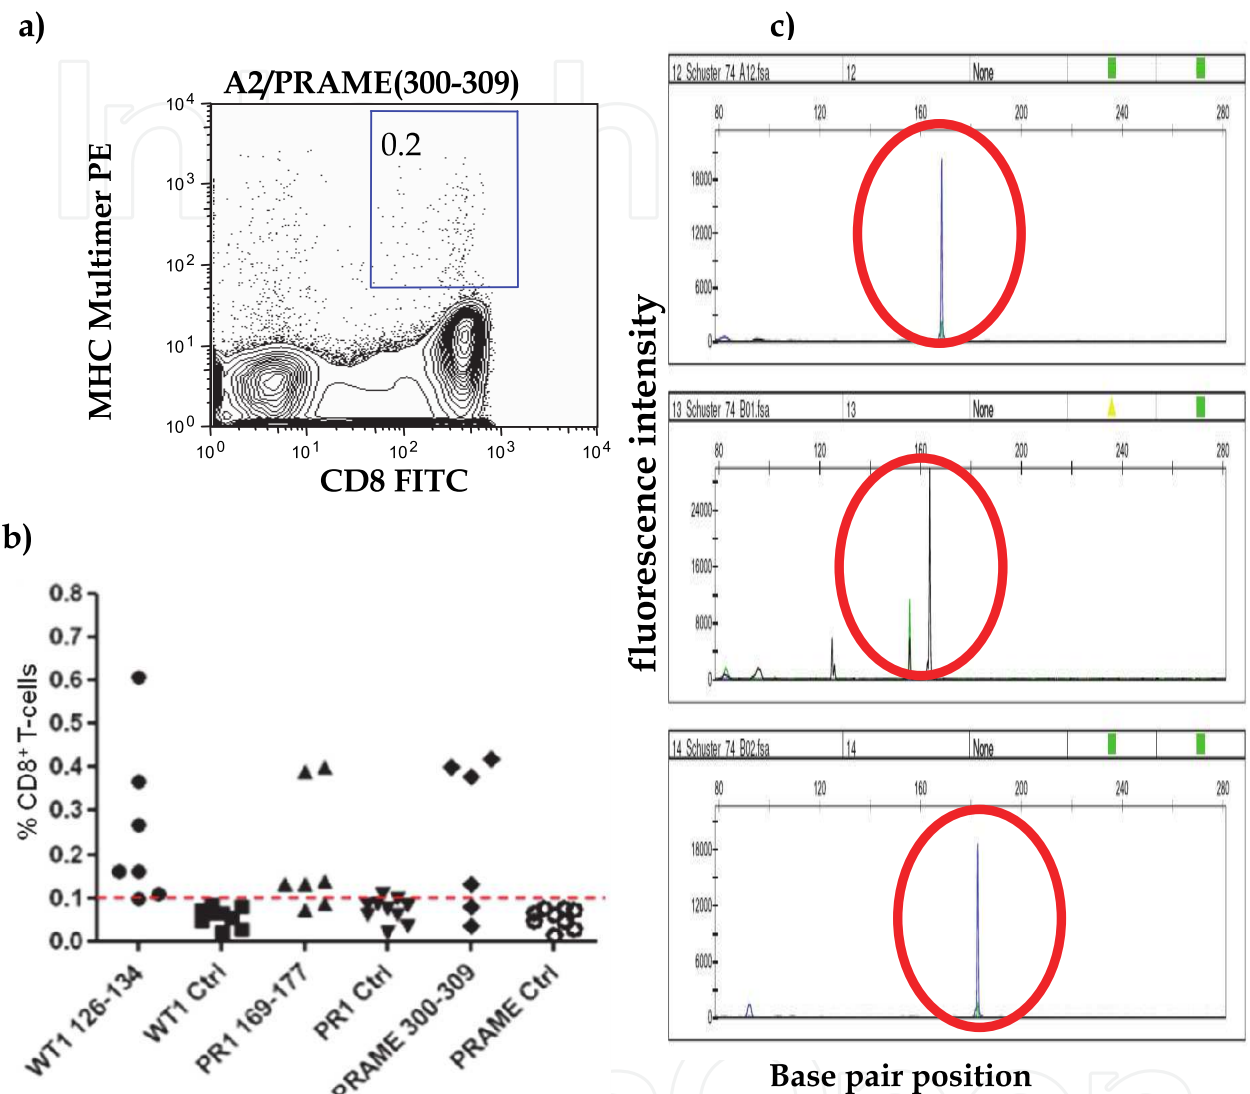 a)
A2/PRAME(300-309)
MHC Multimer PE
10⁴
10³
10²
10¹
10⁰
0.2
10⁰ 10¹ 10² 10³ 10⁴
CD8 FITC
b)
% CD8⁺ T-cells
0.8
0.7
0.6
0.5
0.4
0.3
0.2
0.1
0.0
WT1 126-134
WT1 Ctrl
PR1 169-177
PR1 Ctrl
PRAME 300-309
PRAME Ctrl
c)
fluorescence intensity
12 Schuster 74 A12.fsa 12 None
80 120 160 200 240 280
18000
12000
6000
0
13 Schuster 74 B01.fsa 13 None
80 120 160 200 240 280
24000
16000
8000
0
14 Schuster 74 B02.fsa 14 None
80 120 160 200 240 280
18000
12000
6000
0
Base pair position